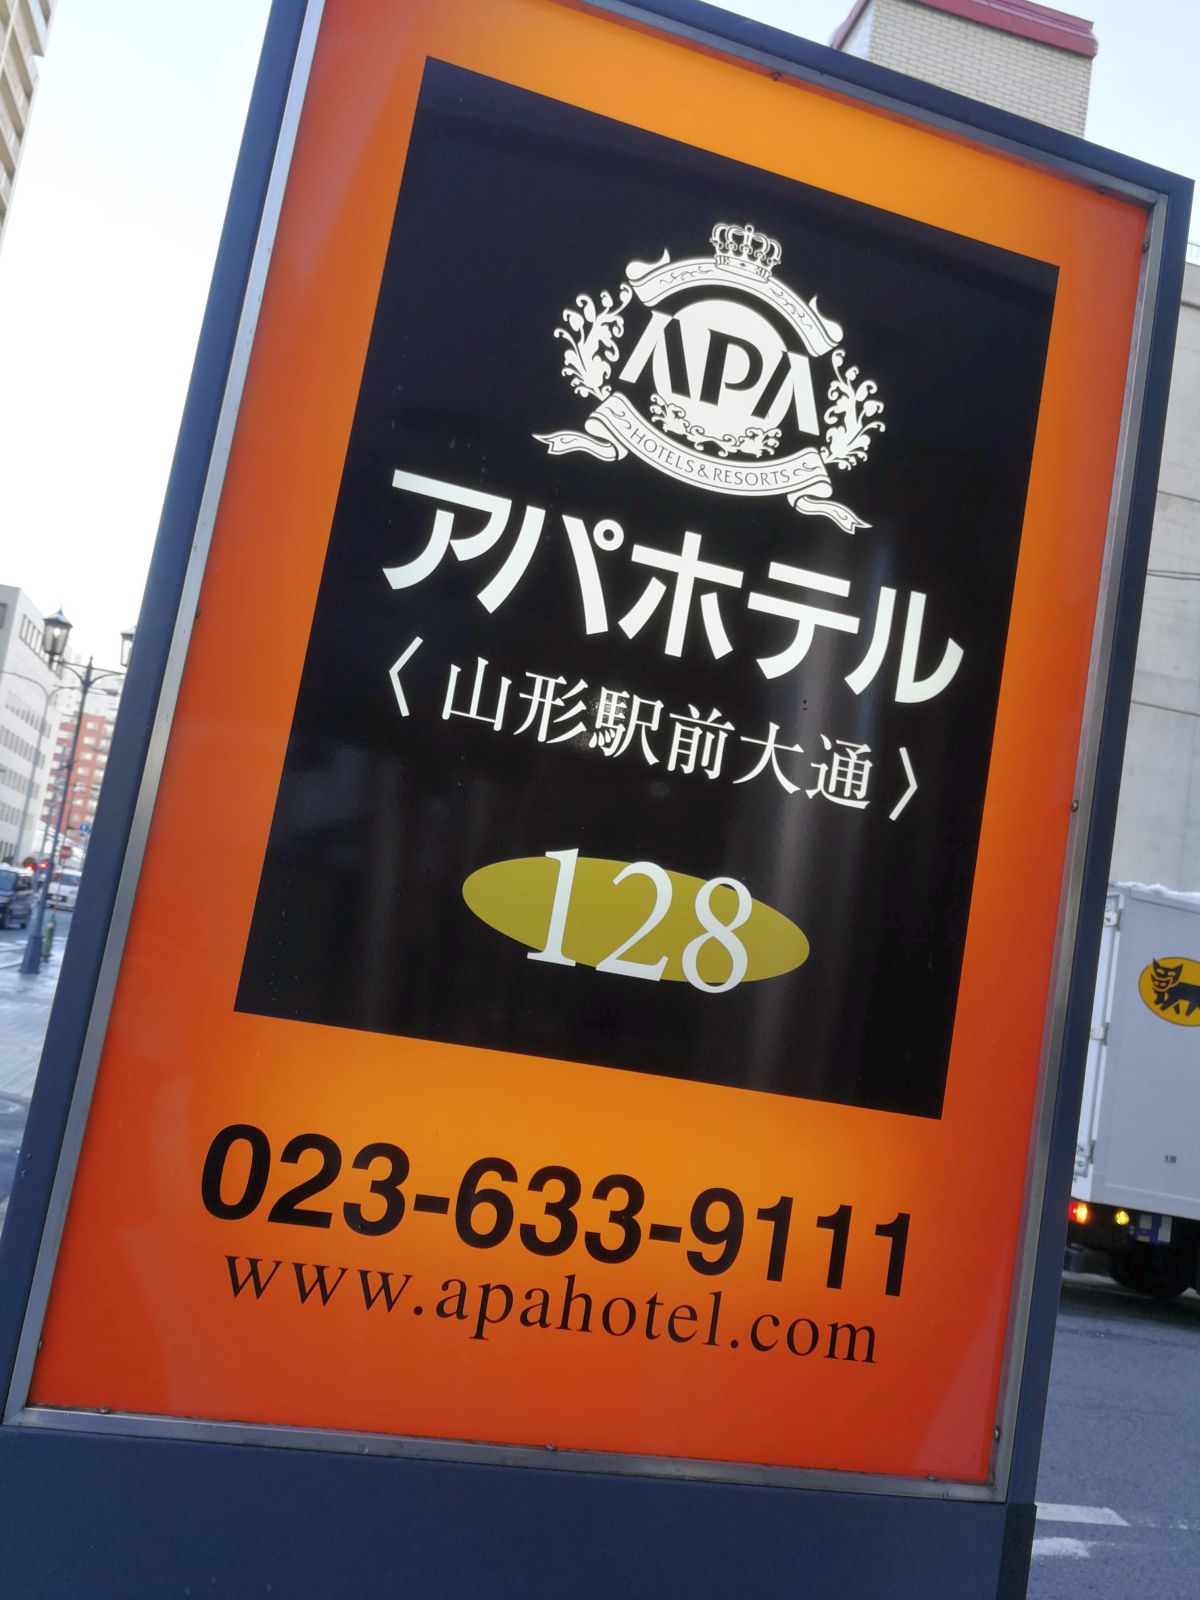 APA
HOTELS & RESORTS
アパホテル
〈山形駅前大通〉
128
023-633-9111
www.apahotel.com